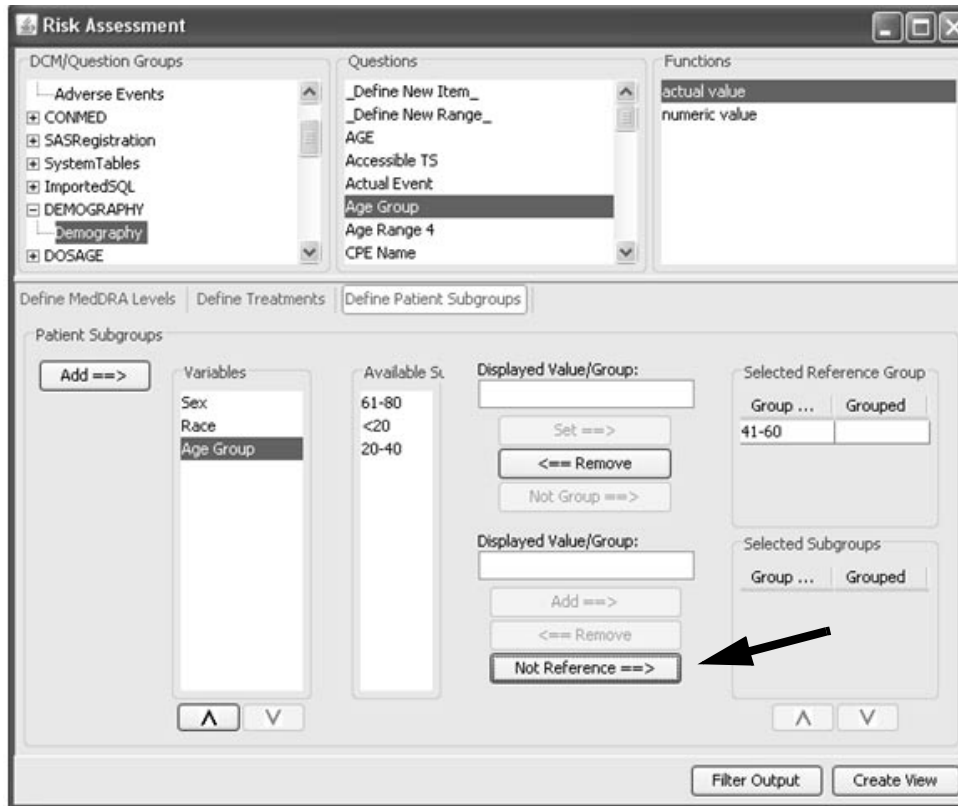 Risk Assessment
DCM/Question Groups
Adverse Events
CONMED
SASRegistration
SystemTables
ImportedSQL
DEMOGRAPHY
Demography
DOSAGE
Questions
_Define New Item_
_Define New Range_
AGE
Accessible TS
Actual Event
Age Group
Age Range 4
CPE Name
Functions
actual value
numeric value
Define MedDRA Levels
Define Treatments
Define Patient Subgroups
Patient Subgroups
Add ==>
Variables
Sex
Race
Age Group
Λ V
Available Su
61-80
<20
20-40
Displayed Value/Group:
Set ==>
<== Remove
Not Group ==>
Displayed Value/Group:
Add ==>
<== Remove
Not Reference ==>
Selected Reference Group
Group ... Grouped
41-60
Selected Subgroups
Group ... Grouped
Λ V
Filter Output
Create View